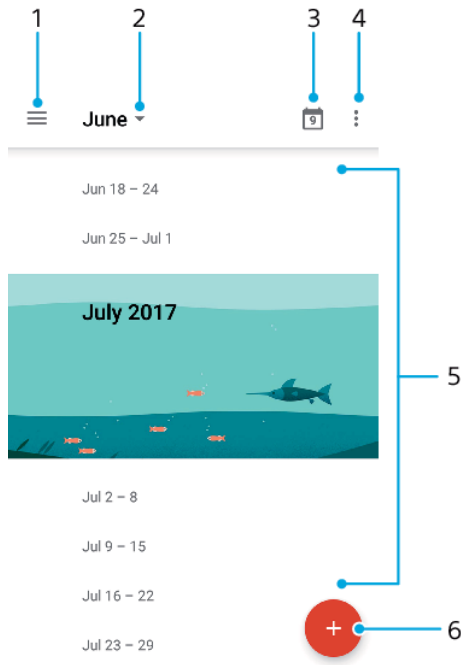 1 2 3 4
June
9
Jun 18 – 24
Jun 25 – Jul 1
July 2017
5
Jul 2 – 8
Jul 9 – 15
Jul 16 – 22
+ 6
Jul 23 – 29